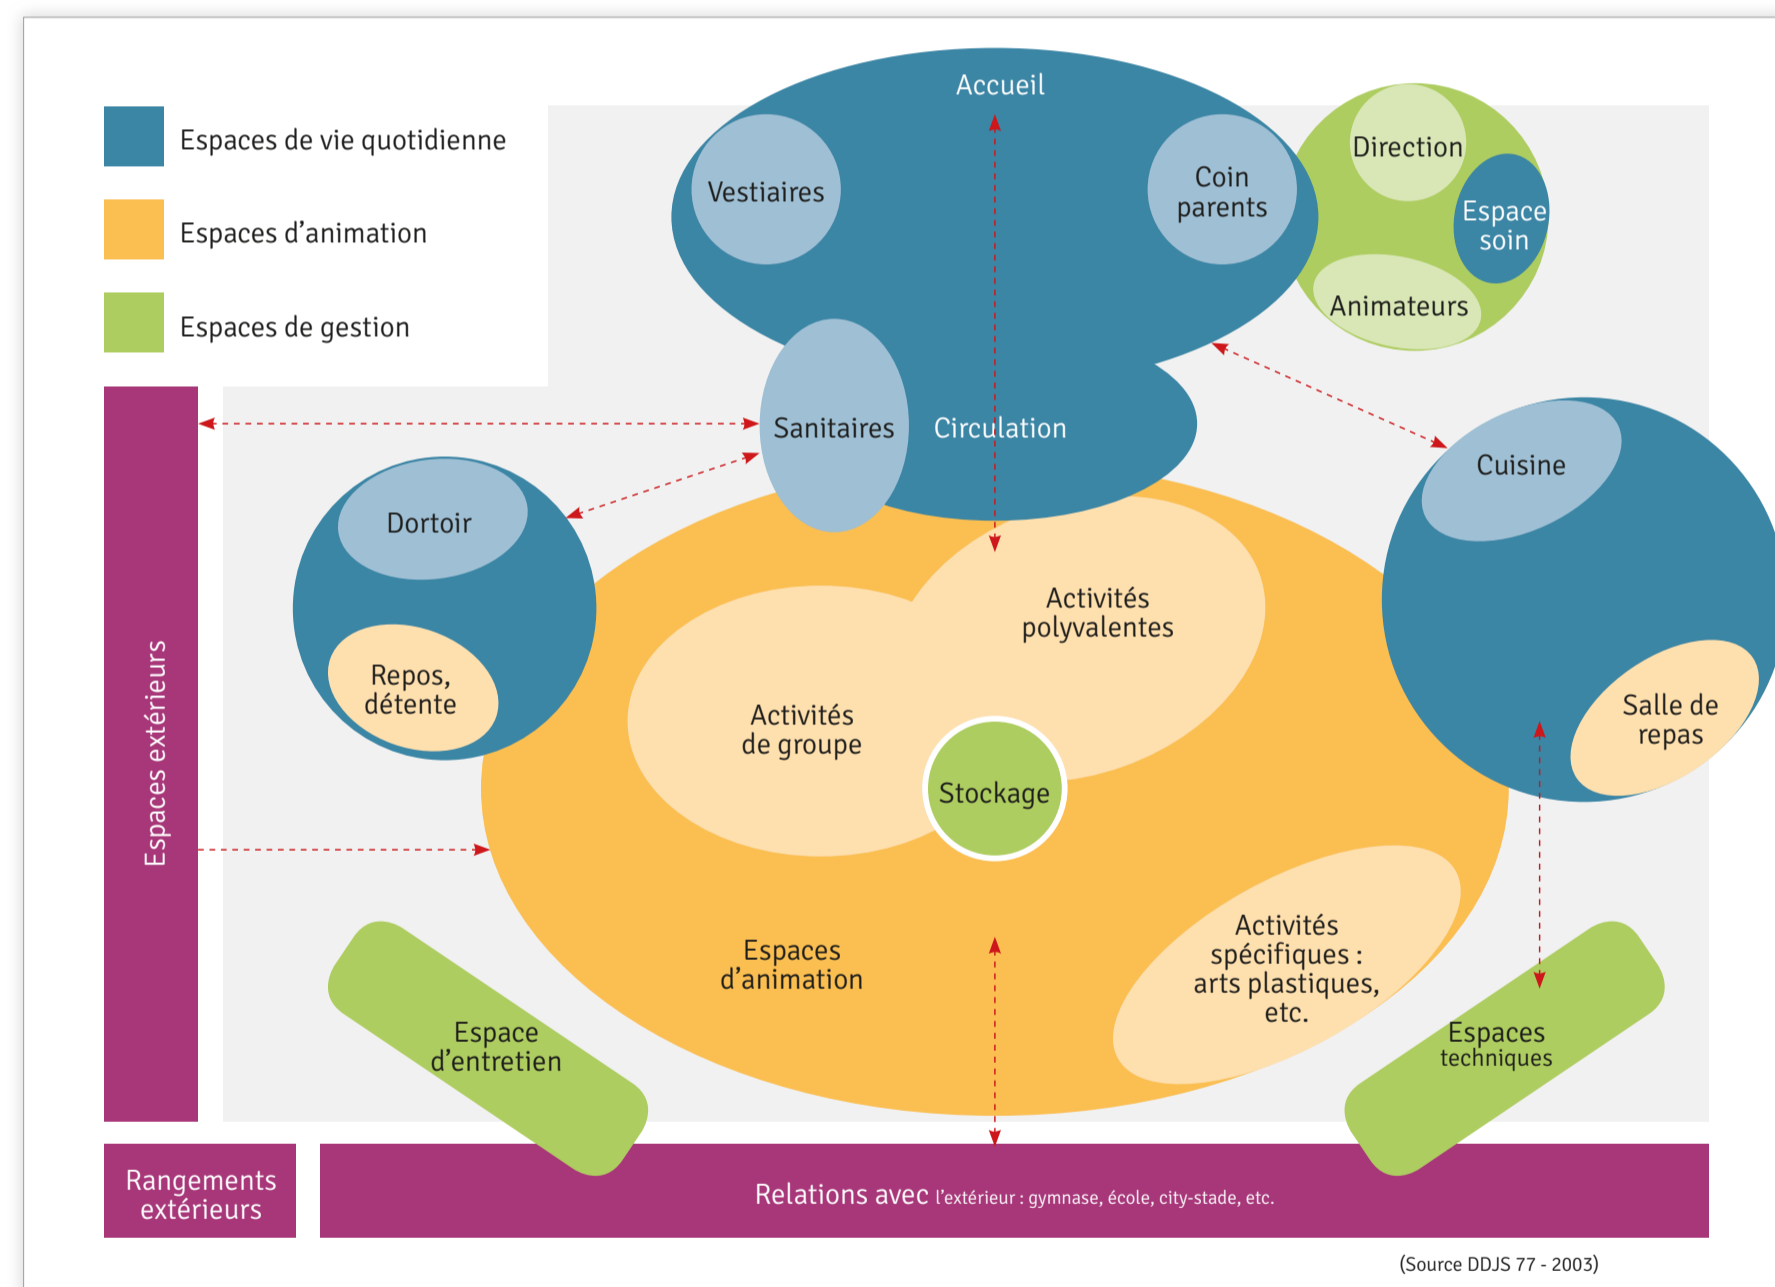 Espaces de vie quotidienne
Espaces d’animation
Espaces de gestion
Accueil
Vestiaires
Coin
parents
Direction
Espace
soin
Animateurs
Sanitaires
Circulation
Cuisine
Dortoir
Repos,
détente
Activités
polyvalentes
Activités
de groupe
Salle de
repas
Stockage
Espaces extérieurs
Espaces
d’animation
Activités
spécifiques :
arts plastiques,
etc.
Espace
d’entretien
Espaces
techniques
Rangements
extérieurs
Relations avec l’extérieur : gymnase, école, city-stade, etc.
(Source DDJS 77 - 2003)